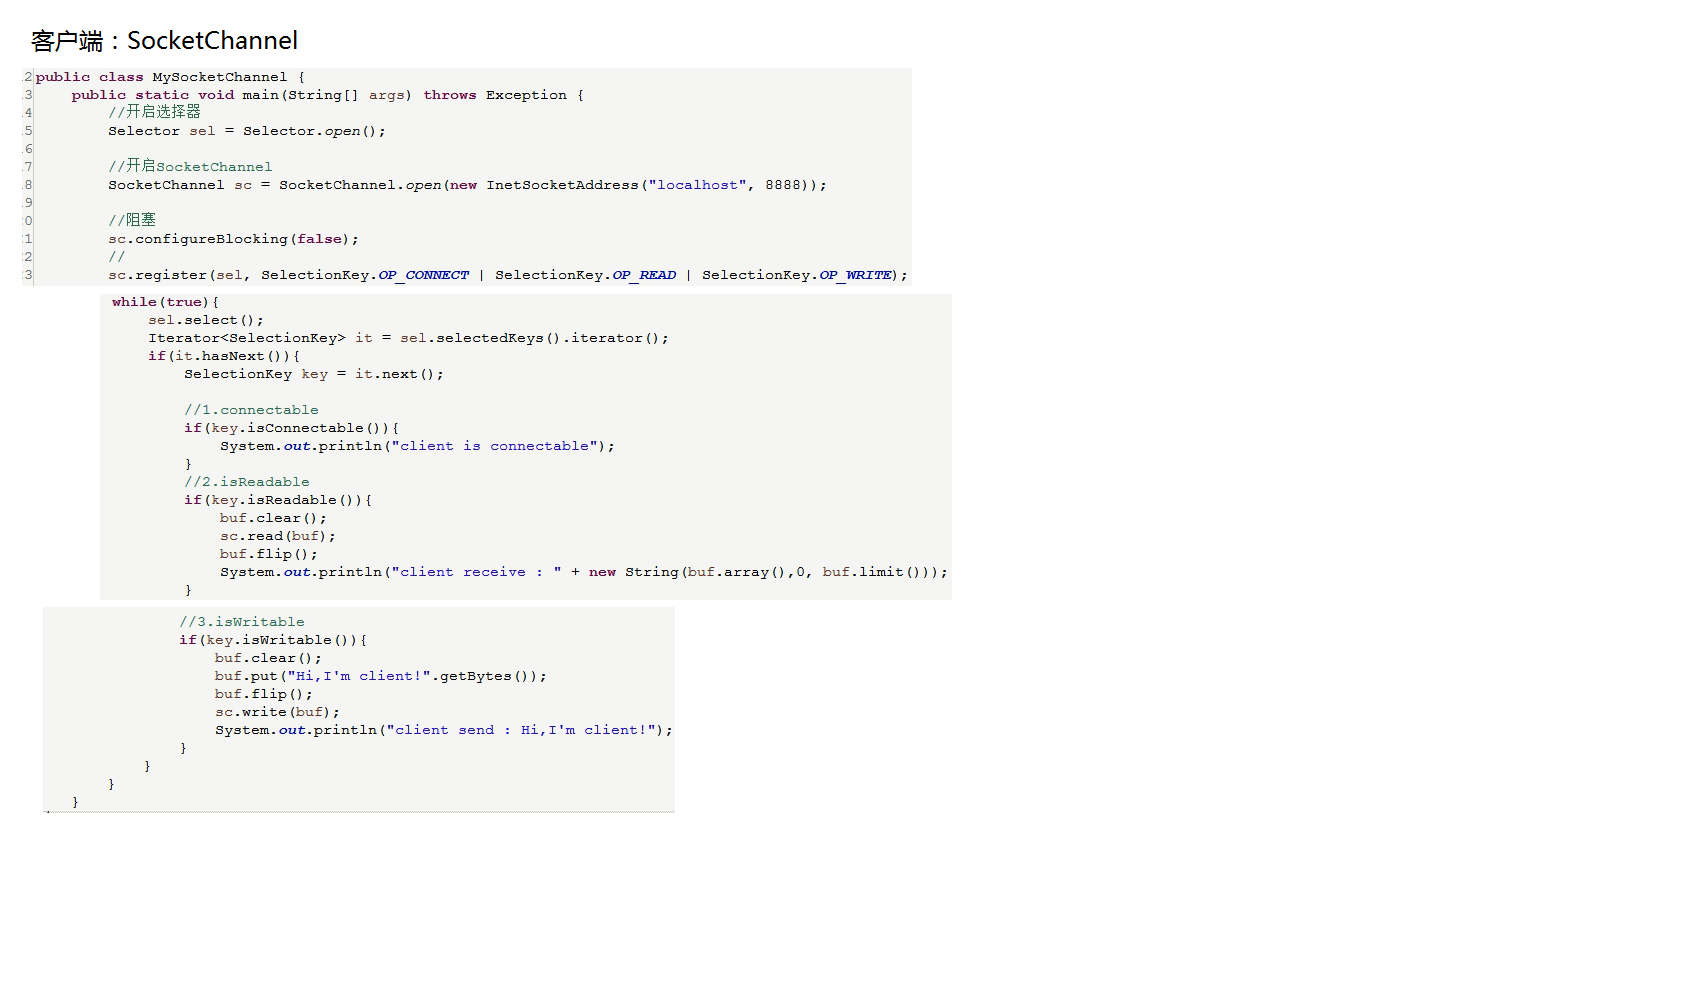 客户端：SocketChannel
2 public class MySocketChannel {
3 public static void main(String[] args) throws Exception {
4 //开启选择器
5 Selector sel = Selector.open();
6
7 //开启SocketChannel
8 SocketChannel sc = SocketChannel.open(new InetSocketAddress("localhost", 8888));
9
0 //阻塞
1 sc.configureBlocking(false);
2 //
3 sc.register(sel, SelectionKey.OP_CONNECT | SelectionKey.OP_READ | SelectionKey.OP_WRITE);
while(true){
sel.select();
Iterator<SelectionKey> it = sel.selectedKeys().iterator();
if(it.hasNext()){
SelectionKey key = it.next();
//1.connectable
if(key.isConnectable()){
System.out.println("client is connectable");
}
//2.isReadable
if(key.isReadable()){
buf.clear();
sc.read(buf);
buf.flip();
System.out.println("client receive : " + new String(buf.array(),0, buf.limit()));
}
//3.isWritable
if(key.isWritable()){
buf.clear();
buf.put("Hi,I'm client!".getBytes());
buf.flip();
sc.write(buf);
System.out.println("client send : Hi,I'm client!");
}
}
}
}